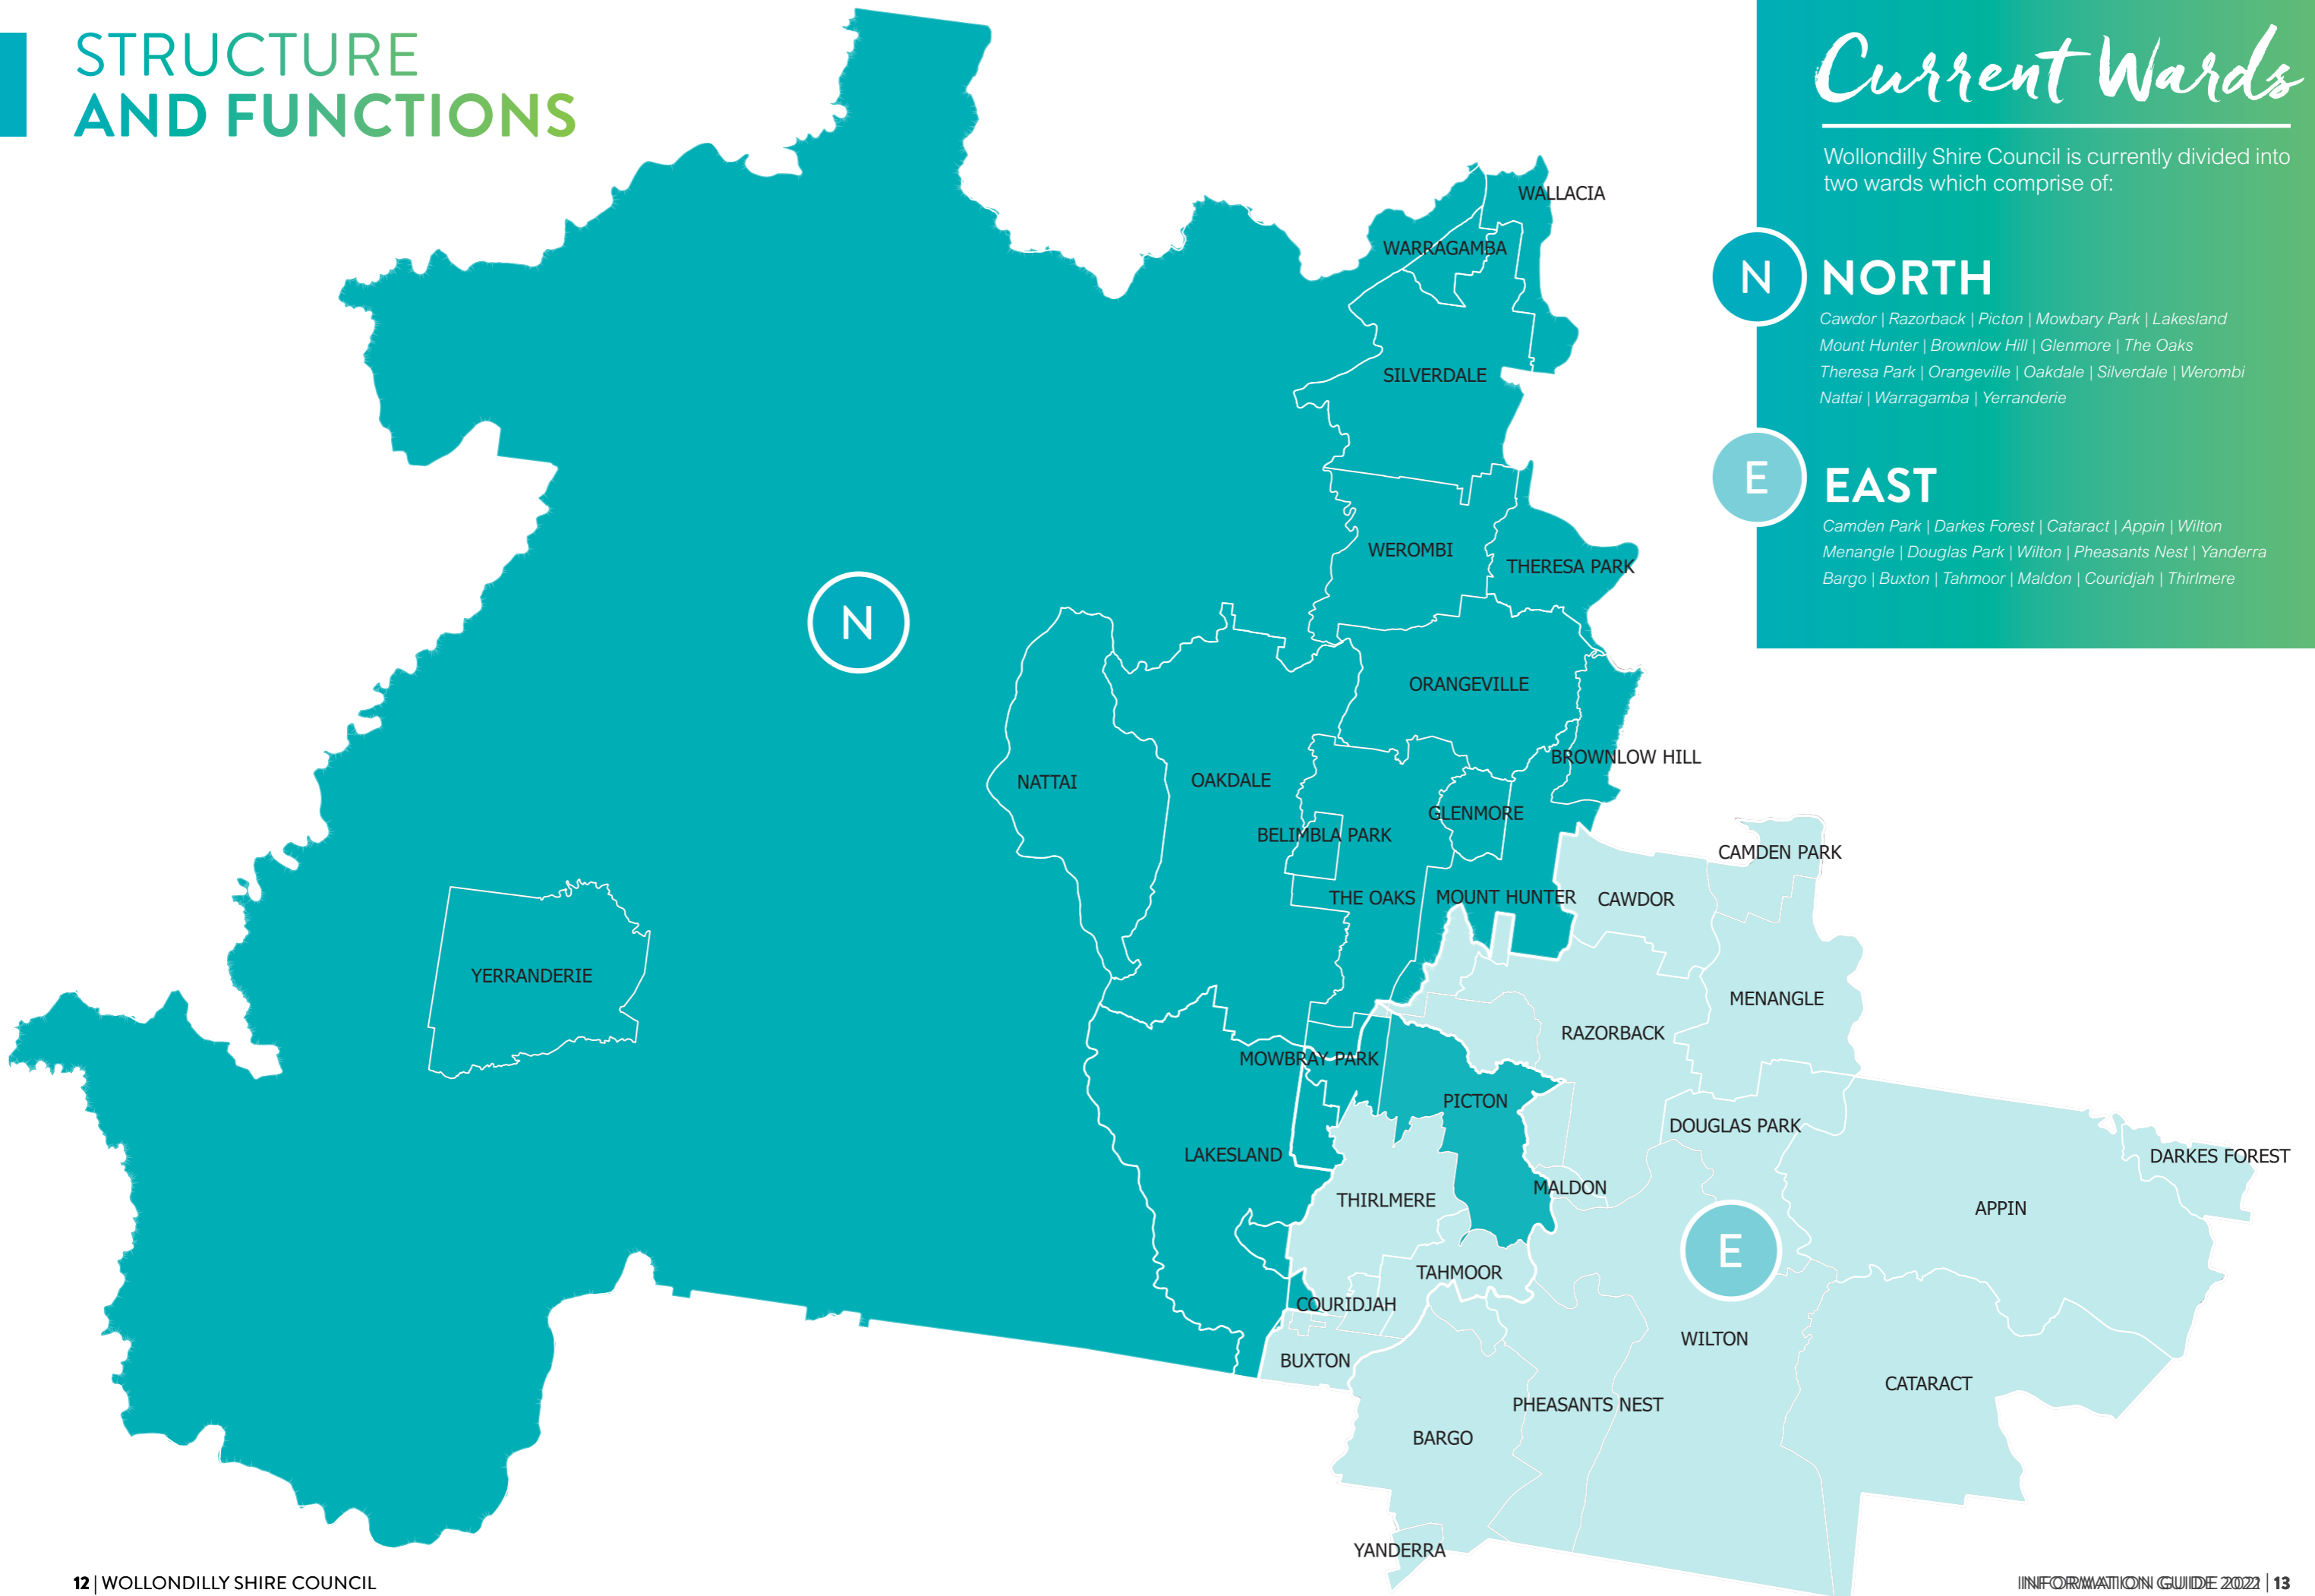 STRUCTURE
AND FUNCTIONS
Current Wards
Wollondilly Shire Council is currently divided into
two wards which comprise of:
N
NORTH
Cawdor | Razorback | Picton | Mowbary Park | Lakesland
Mount Hunter | Brownlow Hill | Glenmore | The Oaks
Theresa Park | Orangeville | Oakdale | Silverdale | Werombi
Nattai | Warragamba | Yerranderie
E
EAST
Camden Park | Darkes Forest | Cataract | Appin | Wilton
Menangle | Douglas Park | Wilton | Pheasants Nest | Yanderra
Bargo | Buxton | Tahmoor | Maldon | Couridjah | Thirlmere
WALLACIA
WARRAGAMBA
SILVERDALE
WEROMBI
THERESA PARK
N
ORANGEVILLE
BROWNLOW HILL
NATTAI
OAKDALE
GLENMORE
BELIMBLA PARK
CAMDEN PARK
THE OAKS
MOUNT HUNTER
CAWDOR
YERRANDERIE
MENANGLE
RAZORBACK
MOWBRAY PARK
PICTON
DOUGLAS PARK
LAKESLAND
DARKES FOREST
MALDON
THIRLMERE
APPIN
E
TAHMOOR
COURIDJAH
WILTON
BUXTON
CATARACT
PHEASANTS NEST
BARGO
YANDERRA
12 | WOLLONDILLY SHIRE COUNCIL
INFORMATION GUIDE | 13